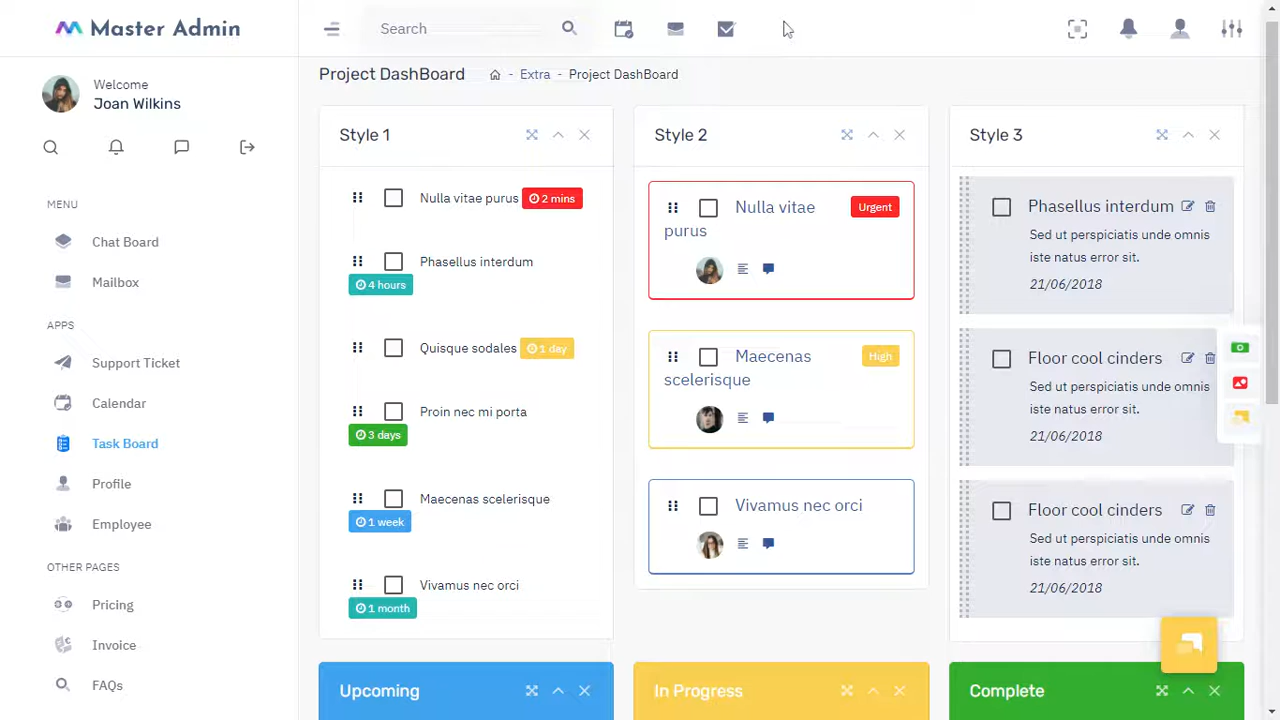 Master Admin
Search
Welcome
Joan Wilkins
MENU
Chat Board
Mailbox
APPS
Support Ticket
Calendar
Task Board
Profile
Employee
OTHER PAGES
Pricing
Invoice
FAQs
Project DashBoard
- Extra - Project DashBoard
Style 1
Nulla vitae purus 2 mins
Phasellus interdum
4 hours
Quisque sodales 1 day
Proin nec mi porta
3 days
Maecenas scelerisque
1 week
Vivamus nec orci
1 month
Style 2
Nulla vitae Urgent
purus
Maecenas High
scelerisque
Vivamus nec orci
Style 3
Phasellus interdum
Sed ut perspiciatis unde omnis
iste natus error sit.
21/06/2018
Floor cool cinders
Sed ut perspiciatis unde omnis
iste natus error sit.
21/06/2018
Floor cool cinders
Sed ut perspiciatis unde omnis
iste natus error sit.
21/06/2018
Upcoming
In Progress
Complete